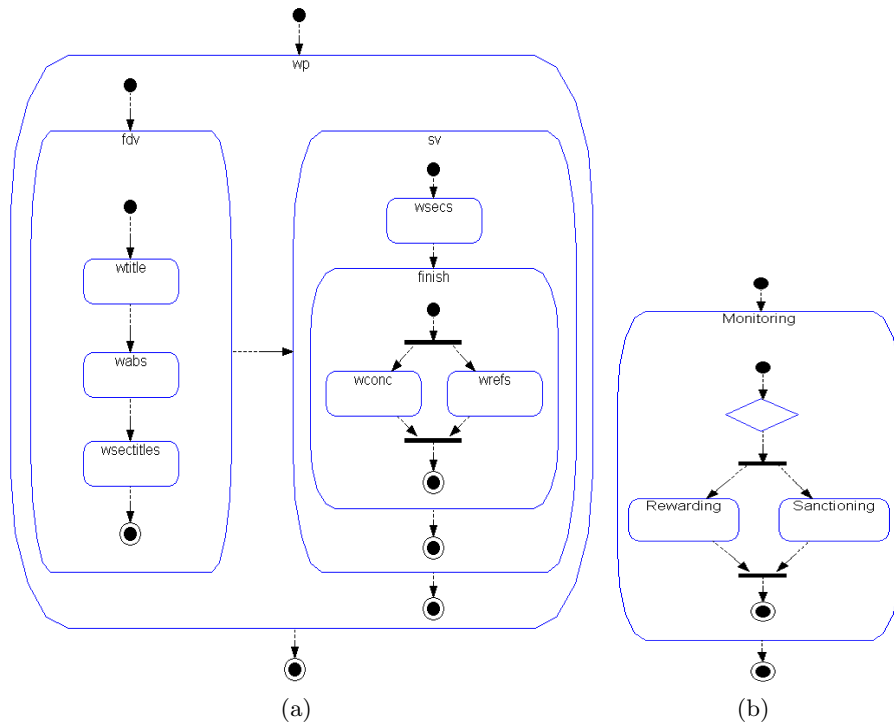 wp
fdv
sv
wsecs
wtitle
finish
Monitoring
wabs
wconc
wrefs
wsectitles
Rewarding
Sanctioning
(a)
(b)